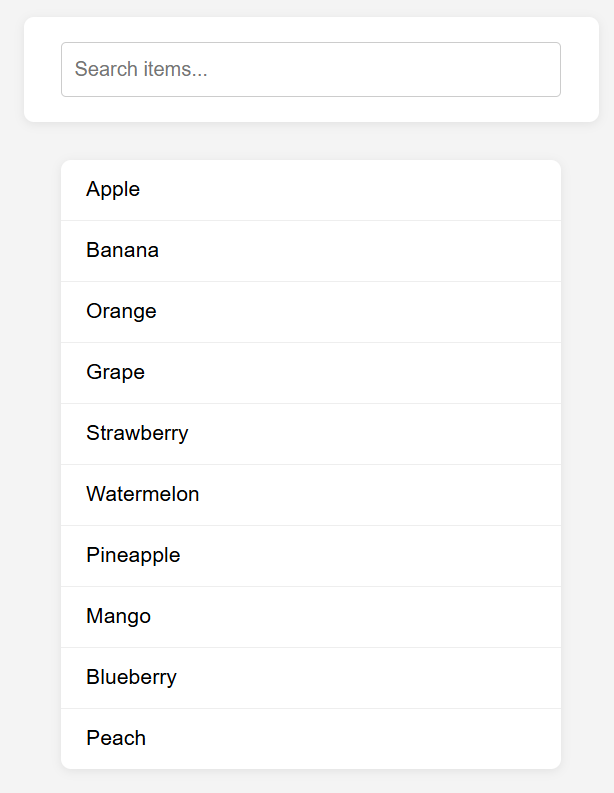 Search items...
Apple
Banana
Orange
Grape
Strawberry
Watermelon
Pineapple
Mango
Blueberry
Peach